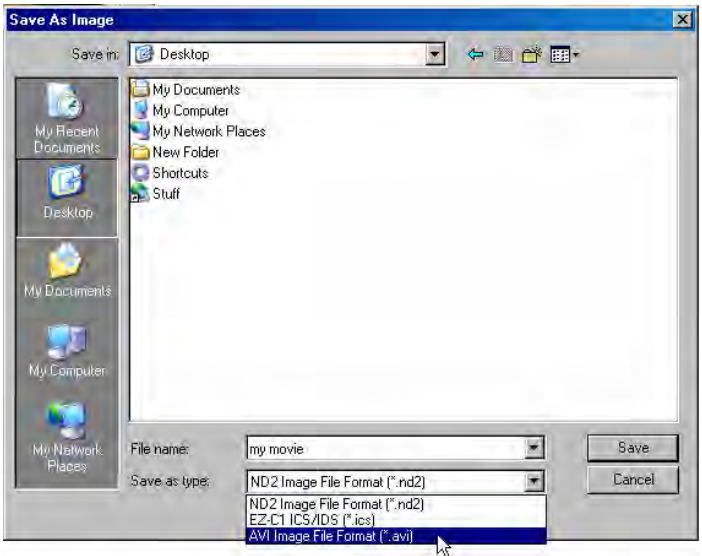 Save As Image
Save in: Desktop
My Recent
Documents
Desktop
My Documents
My Computer
My Network
Places
My Documents
My Computer
My Network Places
New Folder
Shortcuts
Stuff
File name: my movie Save
Save as type: ND2 Image File Format (*.nd2) Cancel
ND2 Image File Format (*.nd2)
EZ-C1 ICS/IDS (*.ics)
AVI Image File Format (*.avi)